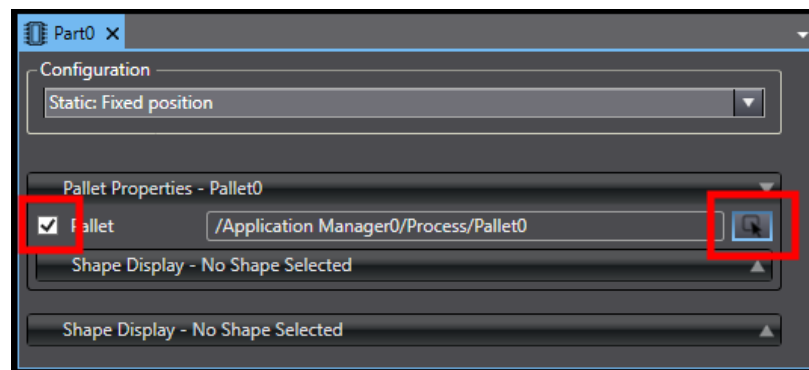 Part0
Configuration
Static: Fixed position
Pallet Properties - Pallet0
Pallet /Application Manager0/Process/Pallet0
Shape Display - No Shape Selected
Shape Display - No Shape Selected